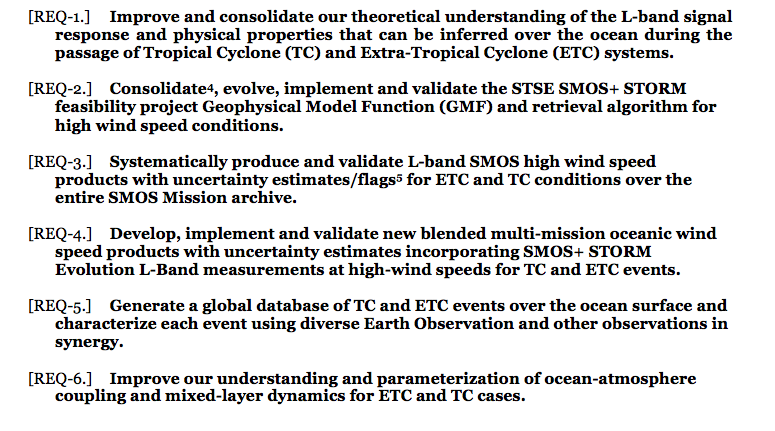 [REQ-1.] Improve and consolidate our theoretical understanding of the L-band signal
response and physical properties that can be inferred over the ocean during the
passage of Tropical Cyclone (TC) and Extra-Tropical Cyclone (ETC) systems.
[REQ-2.] Consolidate⁴, evolve, implement and validate the STSE SMOS+ STORM
feasibility project Geophysical Model Function (GMF) and retrieval algorithm for
high wind speed conditions.
[REQ-3.] Systematically produce and validate L-band SMOS high wind speed
products with uncertainty estimates/flags⁵ for ETC and TC conditions over the
entire SMOS Mission archive.
[REQ-4.] Develop, implement and validate new blended multi-mission oceanic wind
speed products with uncertainty estimates incorporating SMOS+ STORM
Evolution L-Band measurements at high-wind speeds for TC and ETC events.
[REQ-5.] Generate a global database of TC and ETC events over the ocean surface and
characterize each event using diverse Earth Observation and other observations in
synergy.
[REQ-6.] Improve our understanding and parameterization of ocean-atmosphere
coupling and mixed-layer dynamics for ETC and TC cases.